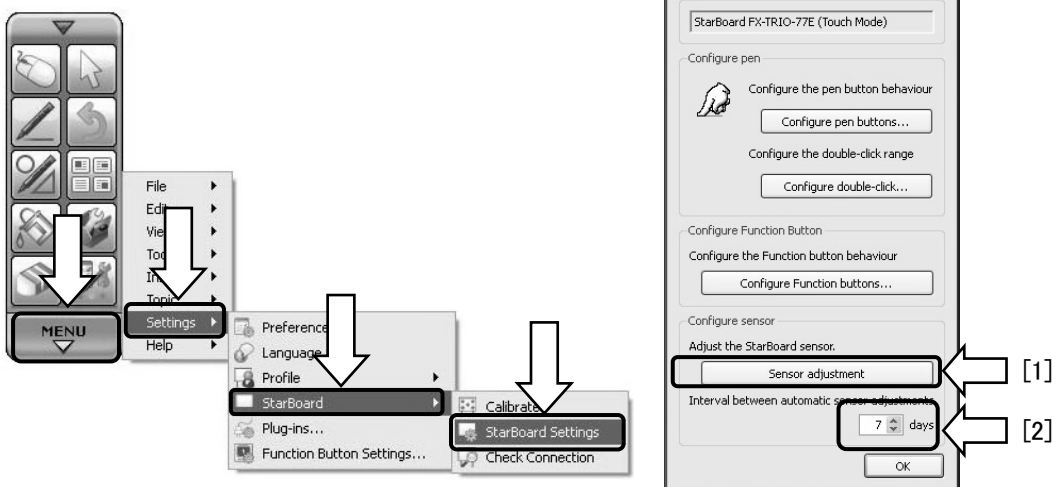 MENU
File
Settings
Help
Preference
Language
Profile
StarBoard
Plug-ins...
Function Button Settings...
Calibrate
StarBoard Settings
Check Connection
StarBoard FX-TRIO-77E (Touch Mode)
Configure pen
Configure the pen button behaviour
Configure pen buttons...
Configure the double-click range
Configure double-click...
Configure Function Button
Configure the Function button behaviour
Configure Function buttons...
Configure sensor
Adjust the StarBoard sensor.
Sensor adjustment
[1]
Interval between automatic sensor adjustments
7 days
[2]
OK